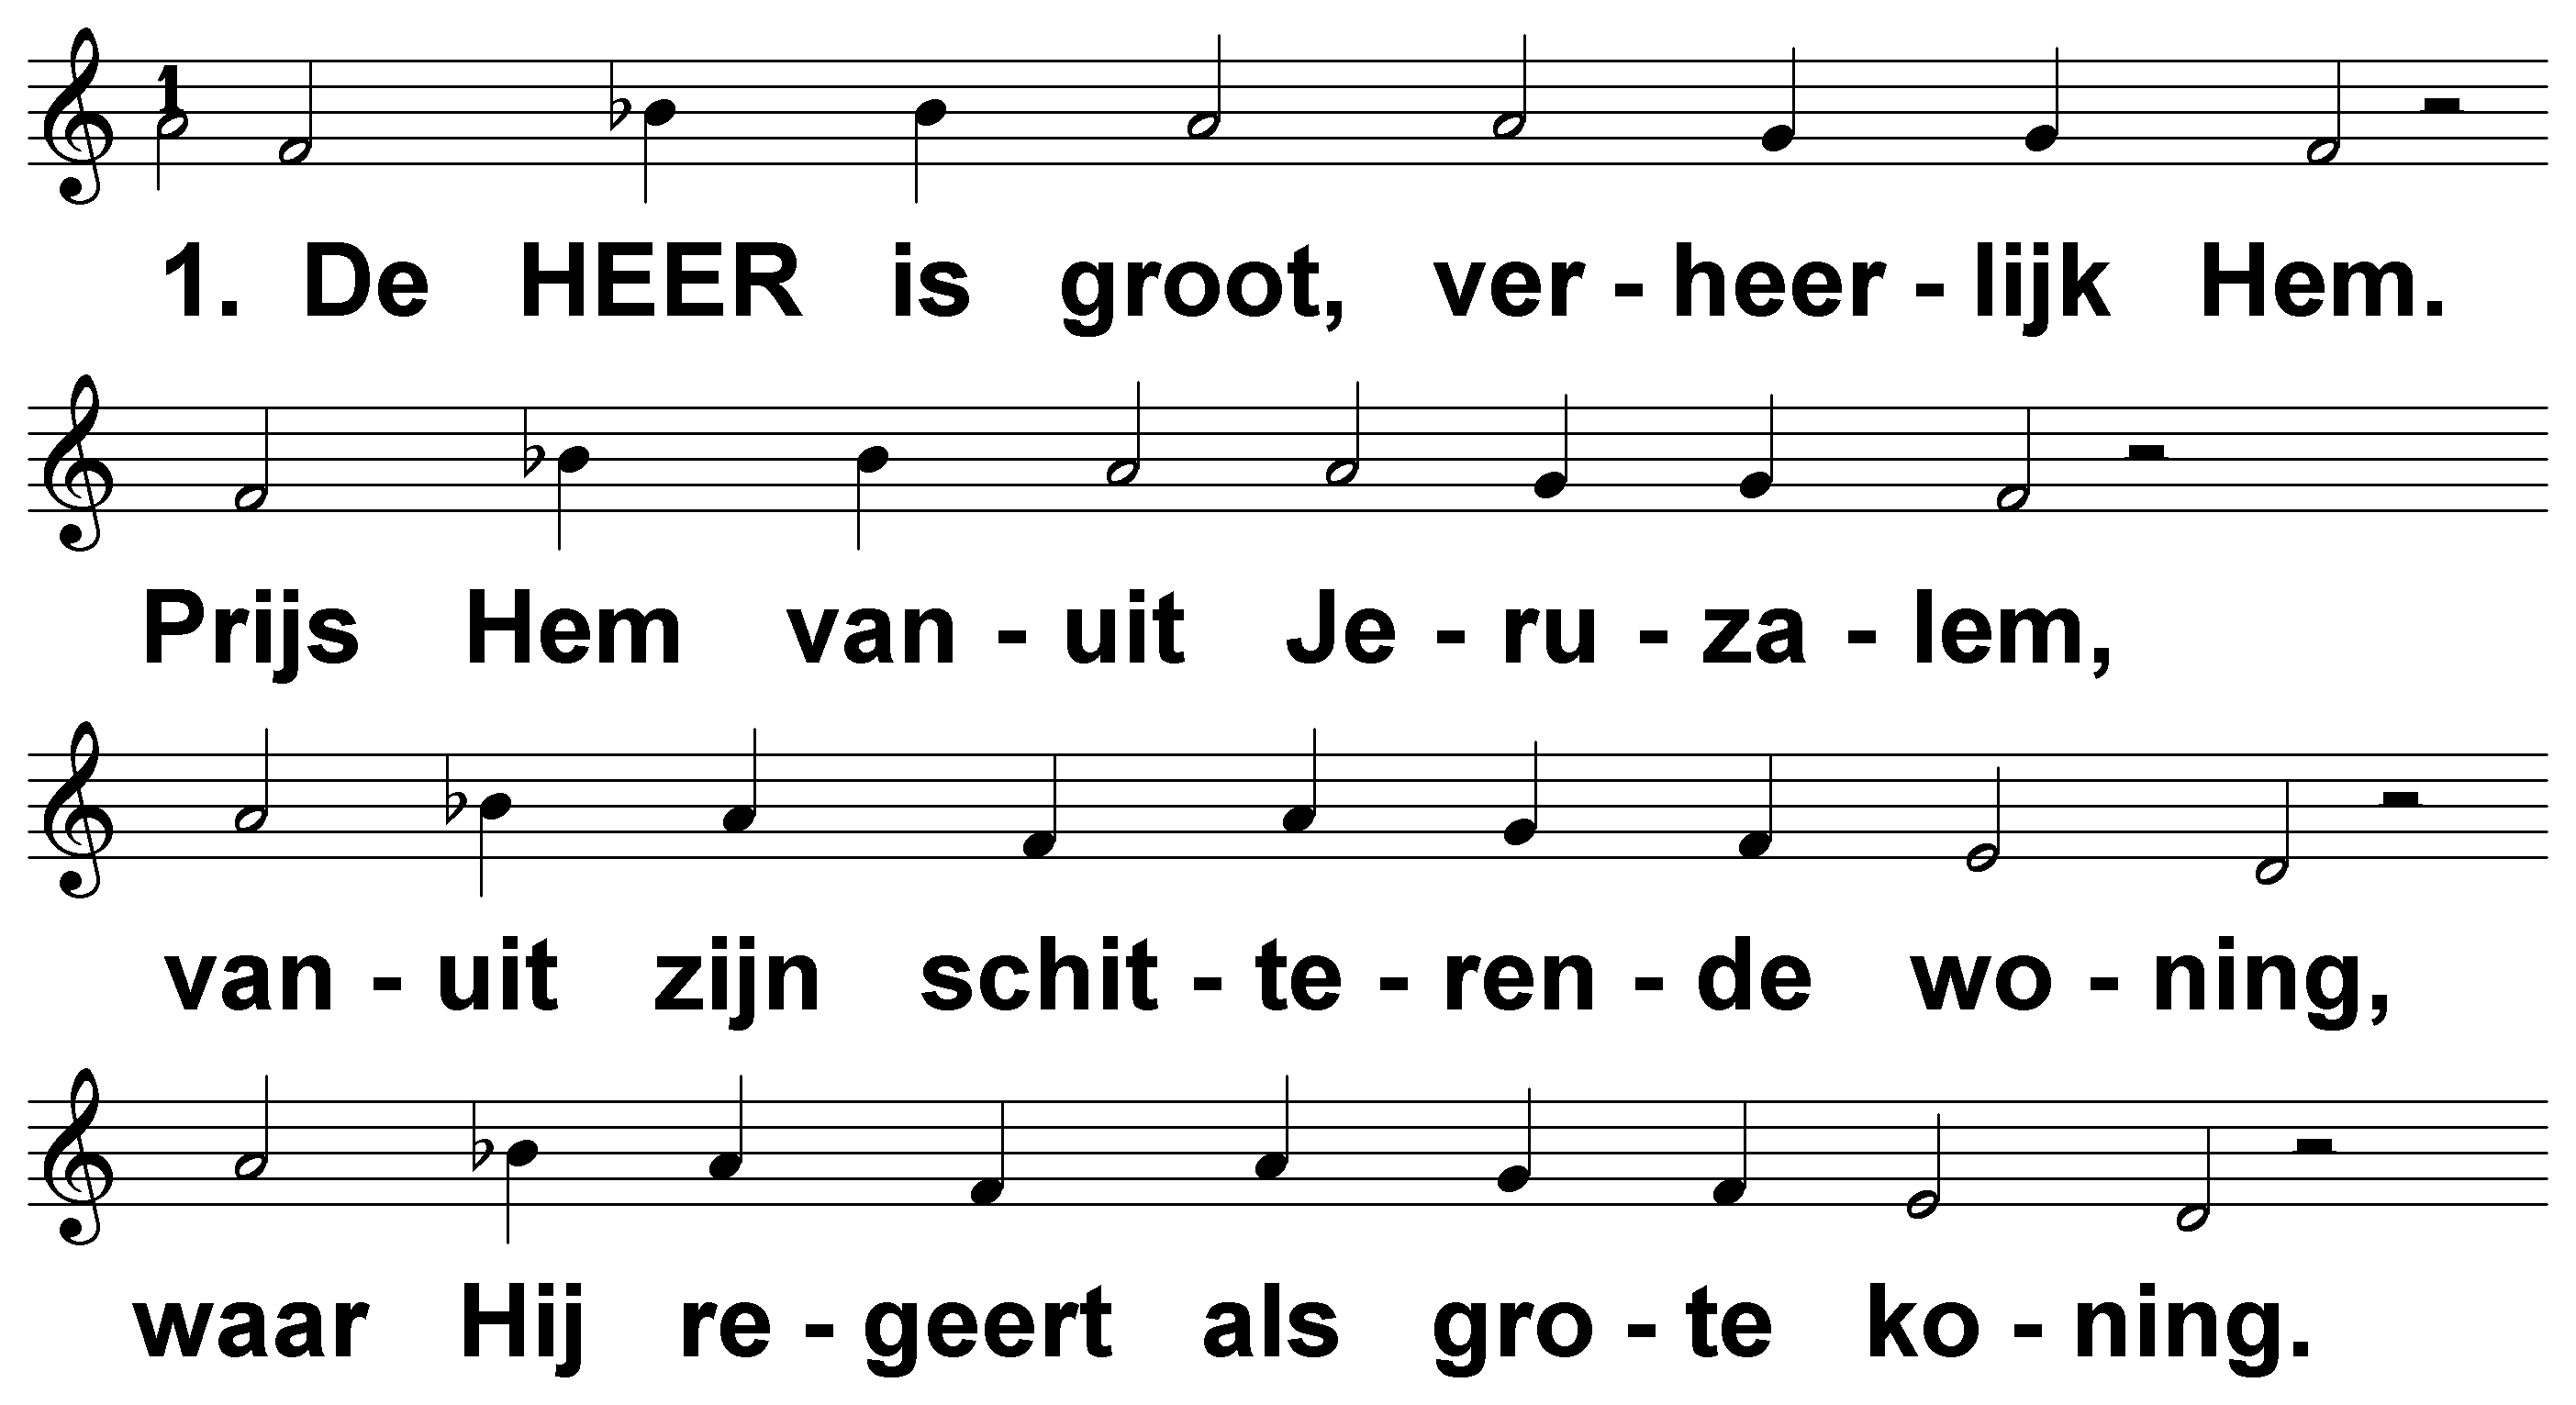 1. De HEER is groot, ver - heer - lijk Hem.
Prijs Hem van - uit Je - ru - za - lem,
van - uit zijn schit - te - ren - de wo - ning,
waar Hij re - geert als gro - te ko - ning.